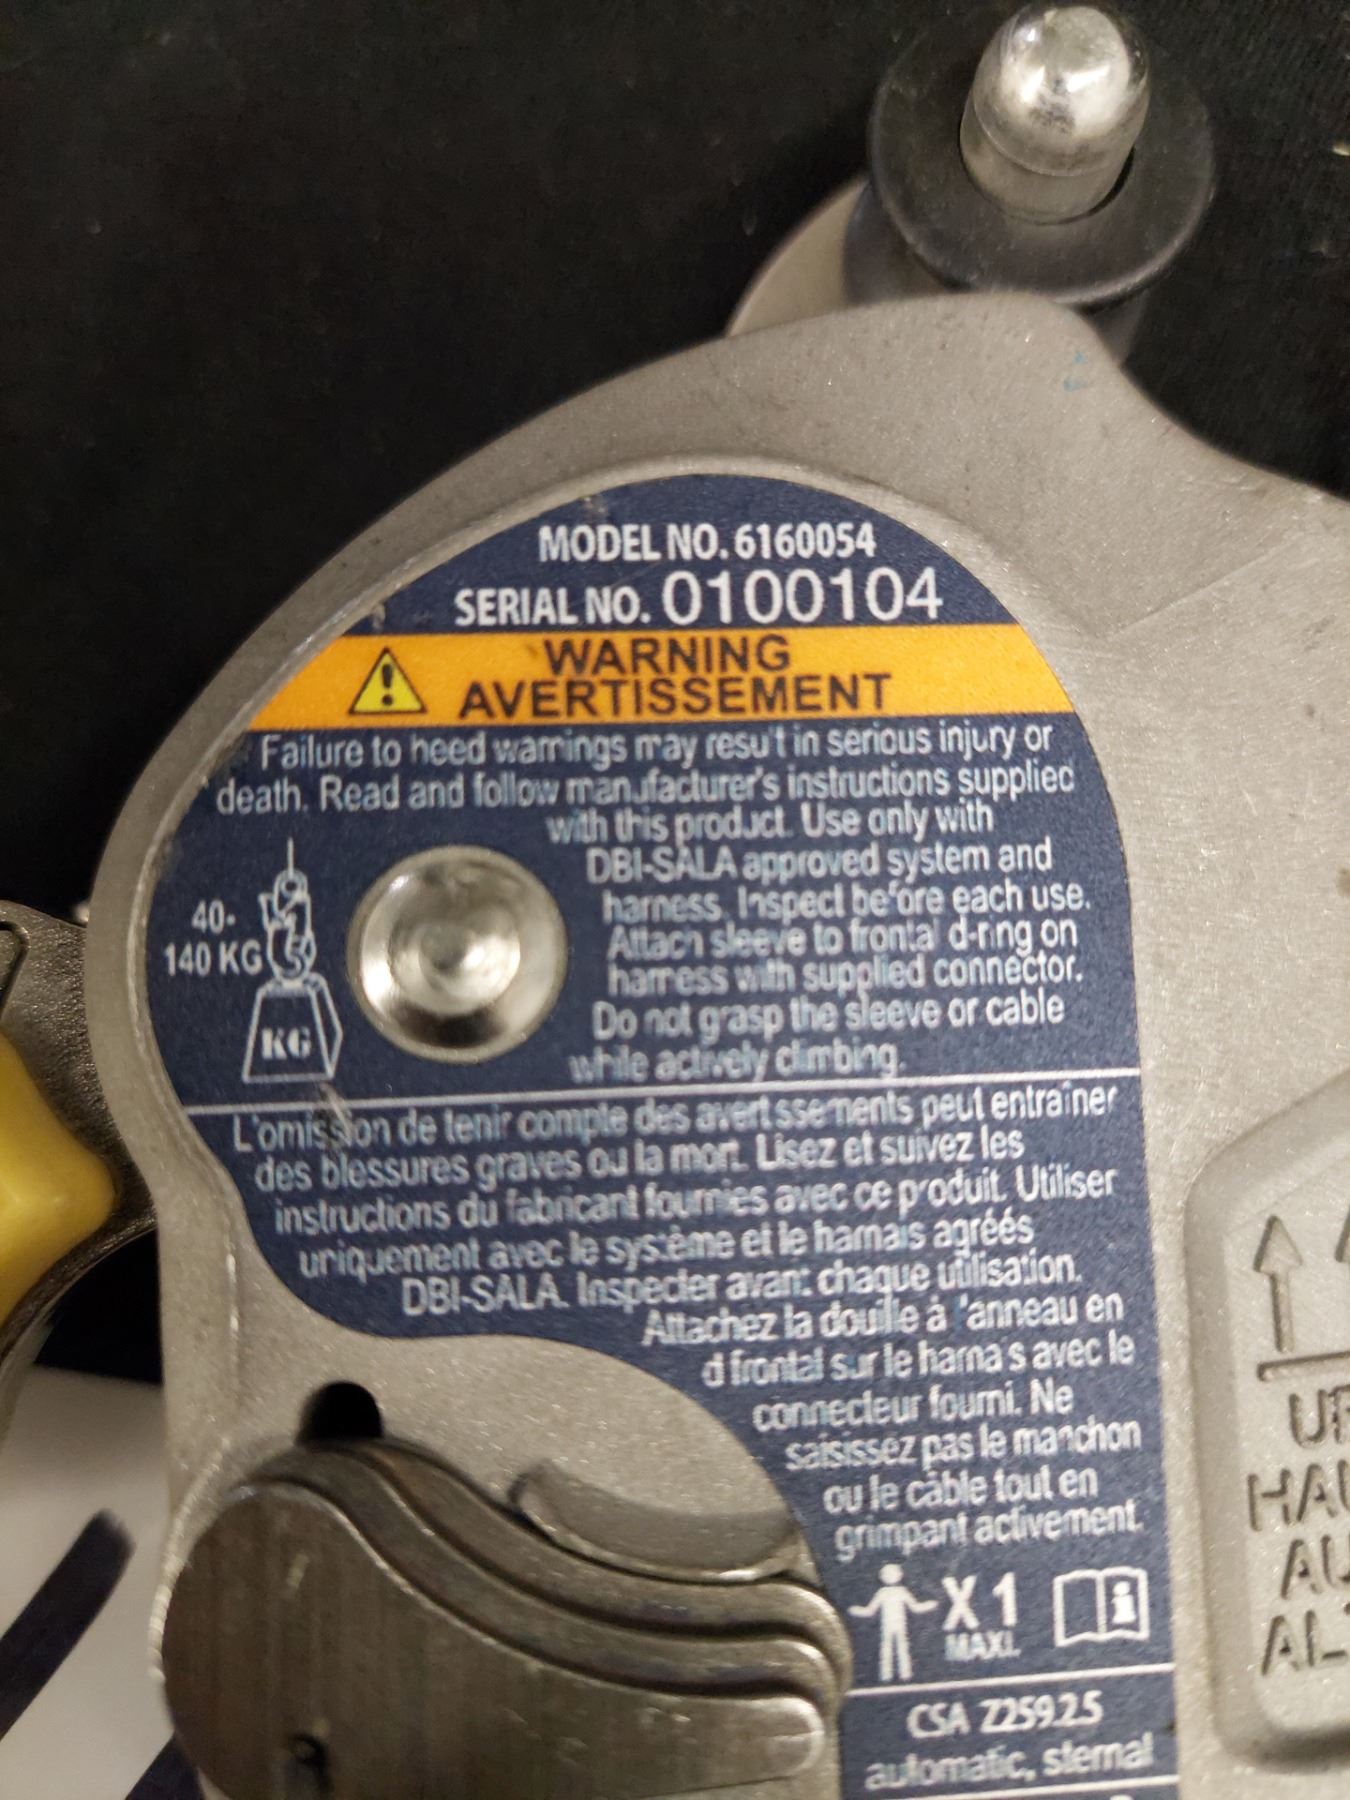 MODEL NO. 6160054
SERIAL NO. 0100104
WARNING
AVERTISSEMENT
Failure to heed warnings may result in serious injury or
death. Read and follow manufacturer's instructions supplied
with this product. Use only with
DBI-SALA approved system and
harness. Inspect before each use.
Attach sleeve to frontal d-ring on
harness with supplied connector.
Do not grasp the sleeve or cable
while actively climbing.
40-
140 KG
KG
L'omission de tenir compte des avertissements peut entraîner
des blessures graves ou la mort. Lisez et suivez les
instructions du fabricant fournies avec ce produit. Utiliser
uniquement avec le système et le harnais agréés
DBI-SALA. Inspecter avant chaque utilisation.
Attachez la douille à l'anneau en
d frontal sur le harnais avec le
connecteur fourni. Ne
saisissez pas le manchon
ou le câble tout en
grimpant activement.
X 1
MAXI.
i
CSA Z259.2.5
automatic, sternal
UP
HAU
AU
AL